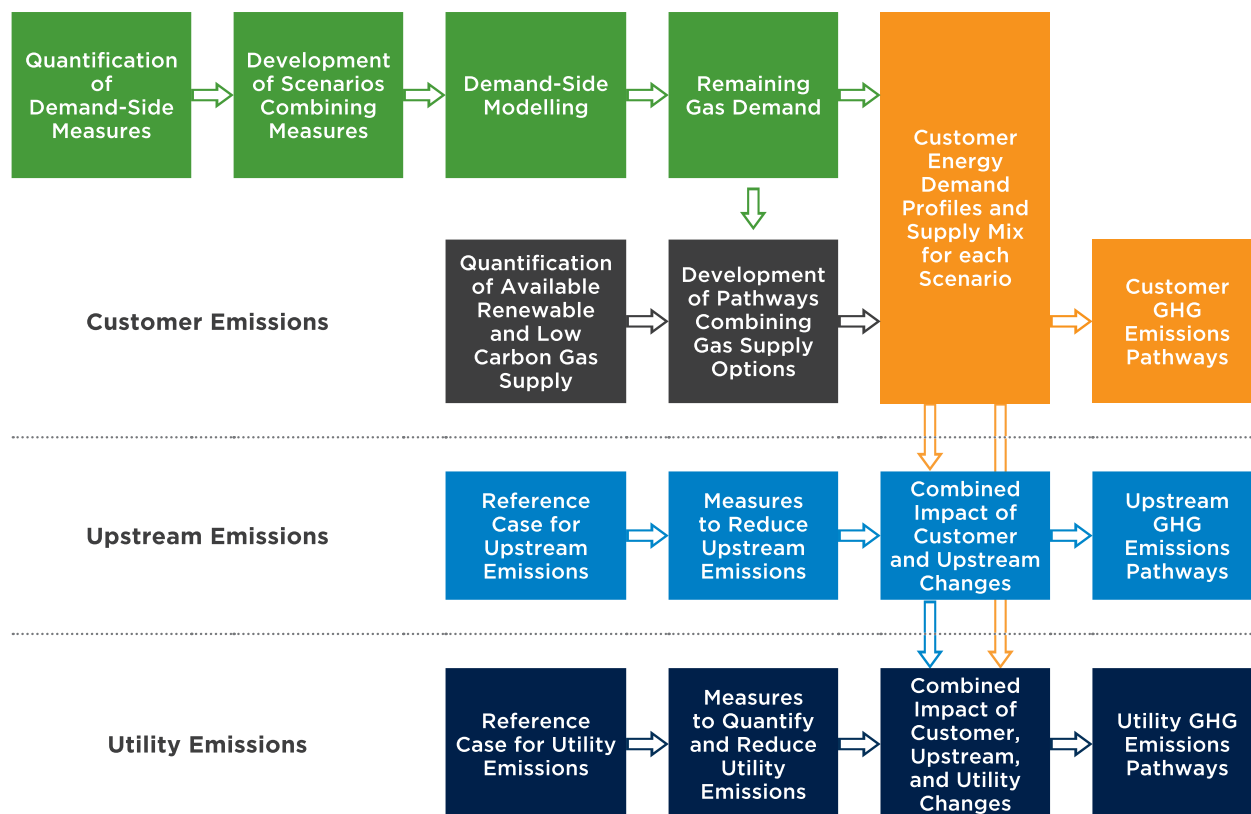 Quantification
of
Demand-Side
Measures
Development
of Scenarios
Combining
Measures
Demand-Side
Modelling
Remaining
Gas Demand
Customer
Energy
Demand
Profiles and
Supply Mix
for each
Scenario
Customer Emissions
Quantification
of Available
Renewable
and Low
Carbon Gas
Supply
Development
of Pathways
Combining
Gas Supply
Options
Customer
GHG
Emissions
Pathways
Upstream Emissions
Reference
Case for
Upstream
Emissions
Measures
to Reduce
Upstream
Emissions
Combined
Impact of
Customer
and Upstream
Changes
Upstream
GHG
Emissions
Pathways
Utility Emissions
Reference
Case for Utility
Emissions
Measures
to Quantify
and Reduce
Utility
Emissions
Combined
Impact of
Customer,
Upstream,
and Utility
Changes
Utility GHG
Emissions
Pathways